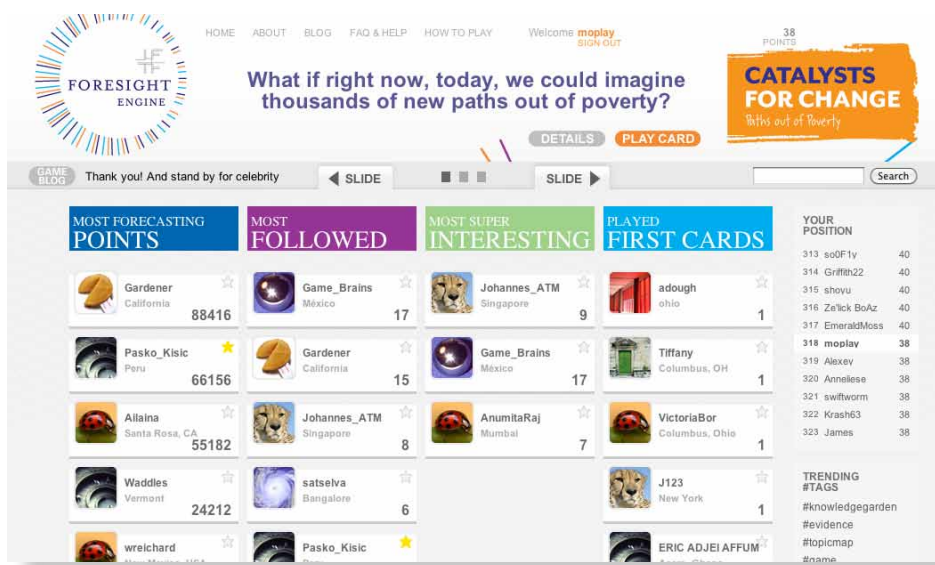 HOME ABOUT BLOG FAQ & HELP HOW TO PLAY Welcome moplay
SIGN OUT
38
POINTS
FORESIGHT
ENGINE
What if right now, today, we could imagine
thousands of new paths out of poverty?
CATALYSTS
FOR CHANGE
Paths out of Poverty
DETAILS PLAY CARD
GAME
BLOG
Thank you! And stand by for celebrity
SLIDE SLIDE
Search
MOST FORECASTING
POINTS
Gardener
California
88416
Pasko_Kisic
Peru
66156
Ailaina
Santa Rosa, CA
55182
Waddles
Vermont
24212
wreichard
MOST
FOLLOWED
Game_Brains
México
17
Gardener
California
15
Johannes_ATM
Singapore
8
satselva
Bangalore
6
Pasko_Kisic
MOST SUPER
INTERESTING
Johannes_ATM
Singapore
9
Game_Brains
México
17
AnumitaRaj
Mumbai
7
PLAYED
FIRST CARDS
adough
ohio
1
Tiffany
Columbus, OH
1
VictoriaBor
Columbus, Ohio
1
J123
New York
1
ERIC ADJEI AFFUM
YOUR
POSITION
313 so0F1y 40
314 Griffith22 40
315 shovu 40
316 Ze'lick BoAz 40
317 EmeraldMoss 40
318 moplay 38
319 Alexev 38
320 Anneliese 38
321 swiftworm 38
322 Krash63 38
323 James 38
TRENDING
#TAGS
#knowledgegarden
#evidence
#topicmap
#game